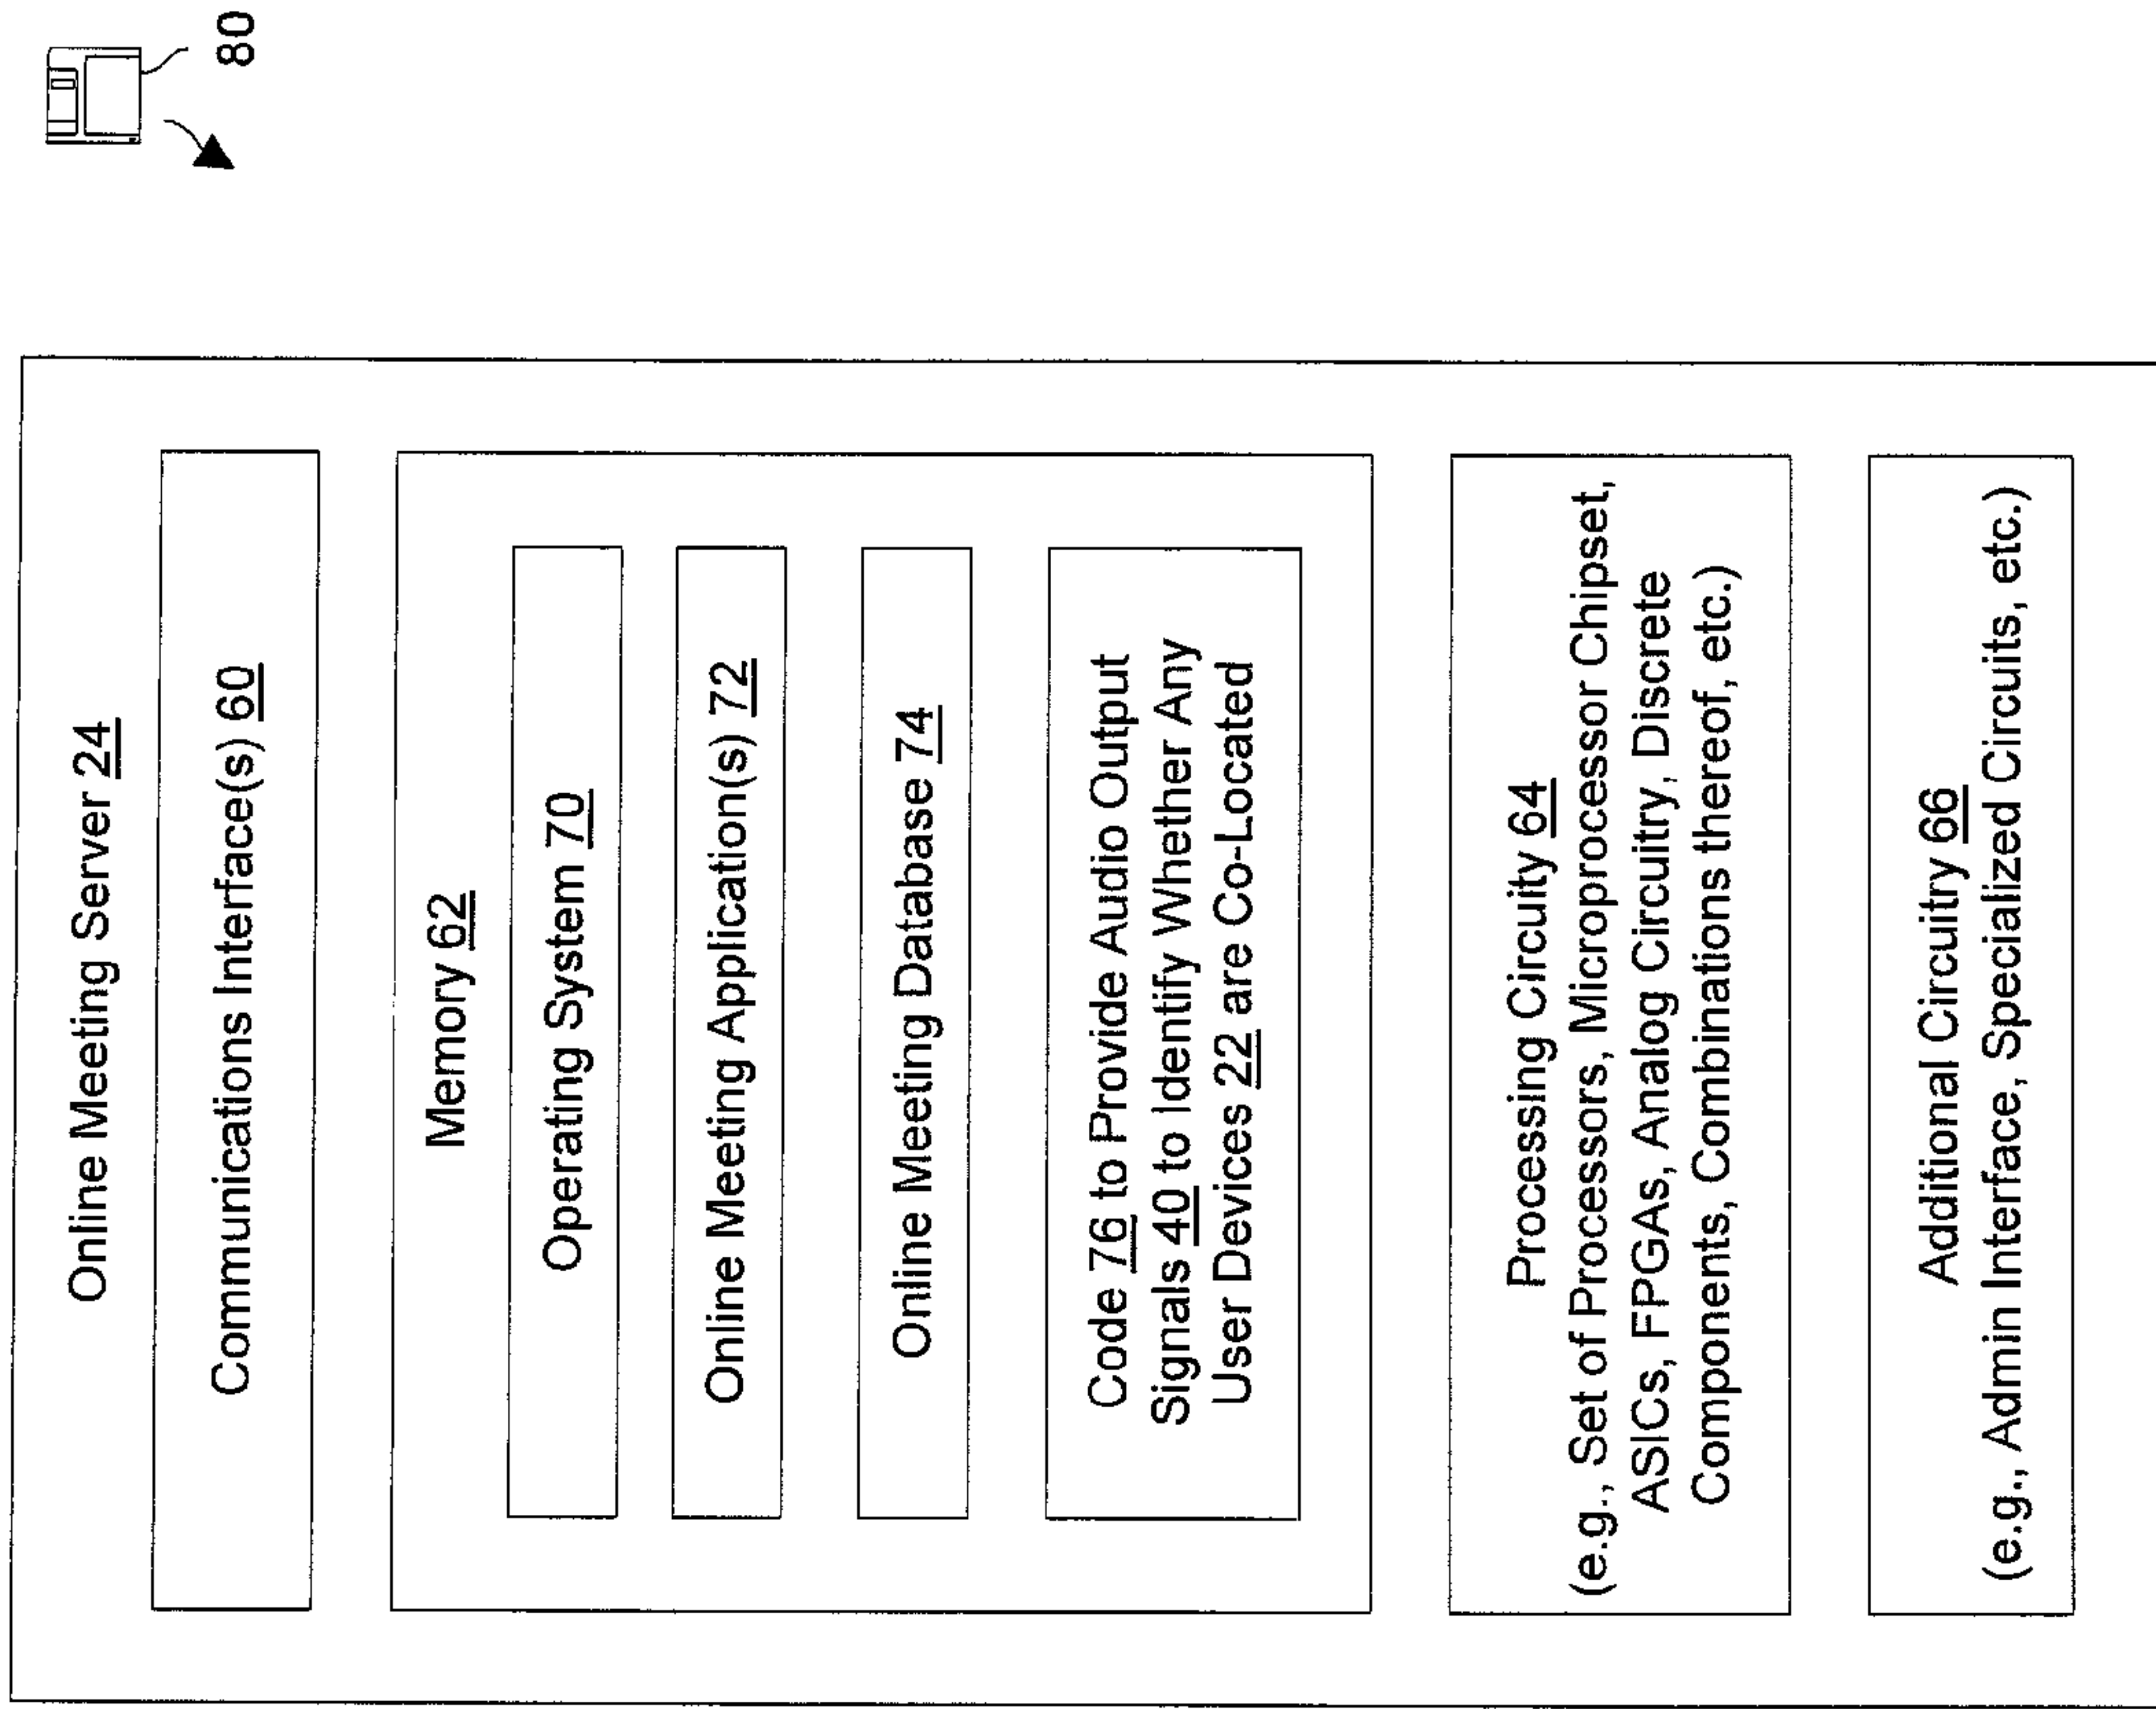 Online Meeting Server 24
Communications Interface(s) 60
Memory 62
Operating System 70
Online Meeting Application(s) 72
Online Meeting Database 74
Code 76 to Provide Audio Output
Signals 40 to Identify Whether Any
User Devices 22 are Co-Located
Processing Circuity 64
(e.g., Set of Processors, Microprocessor Chipset,
ASICs, FPGAs, Analog Circuitry, Discrete
Components, Combinations thereof, etc.)
Additional Circuitry 66
(e.g., Admin Interface, Specialized Circuits, etc.)
80